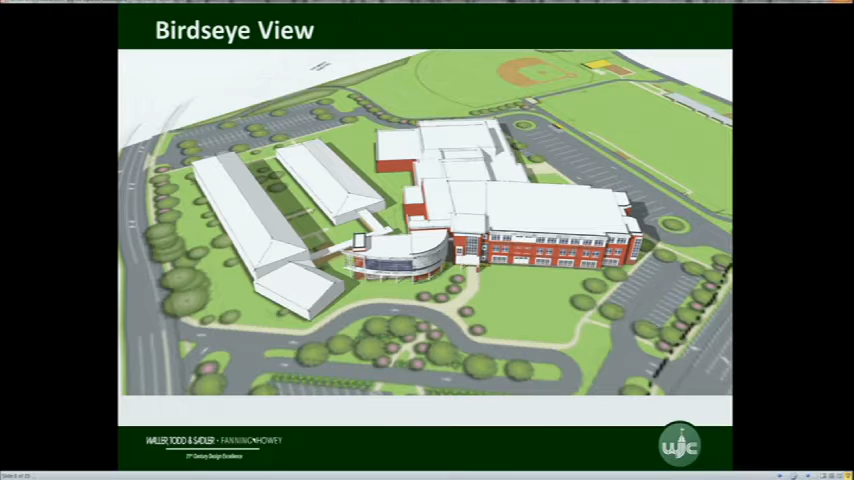 Birdseye View
WALLER, TODD & SADLER • FANNING HOWEY
21st Century Design Excellence
WJC